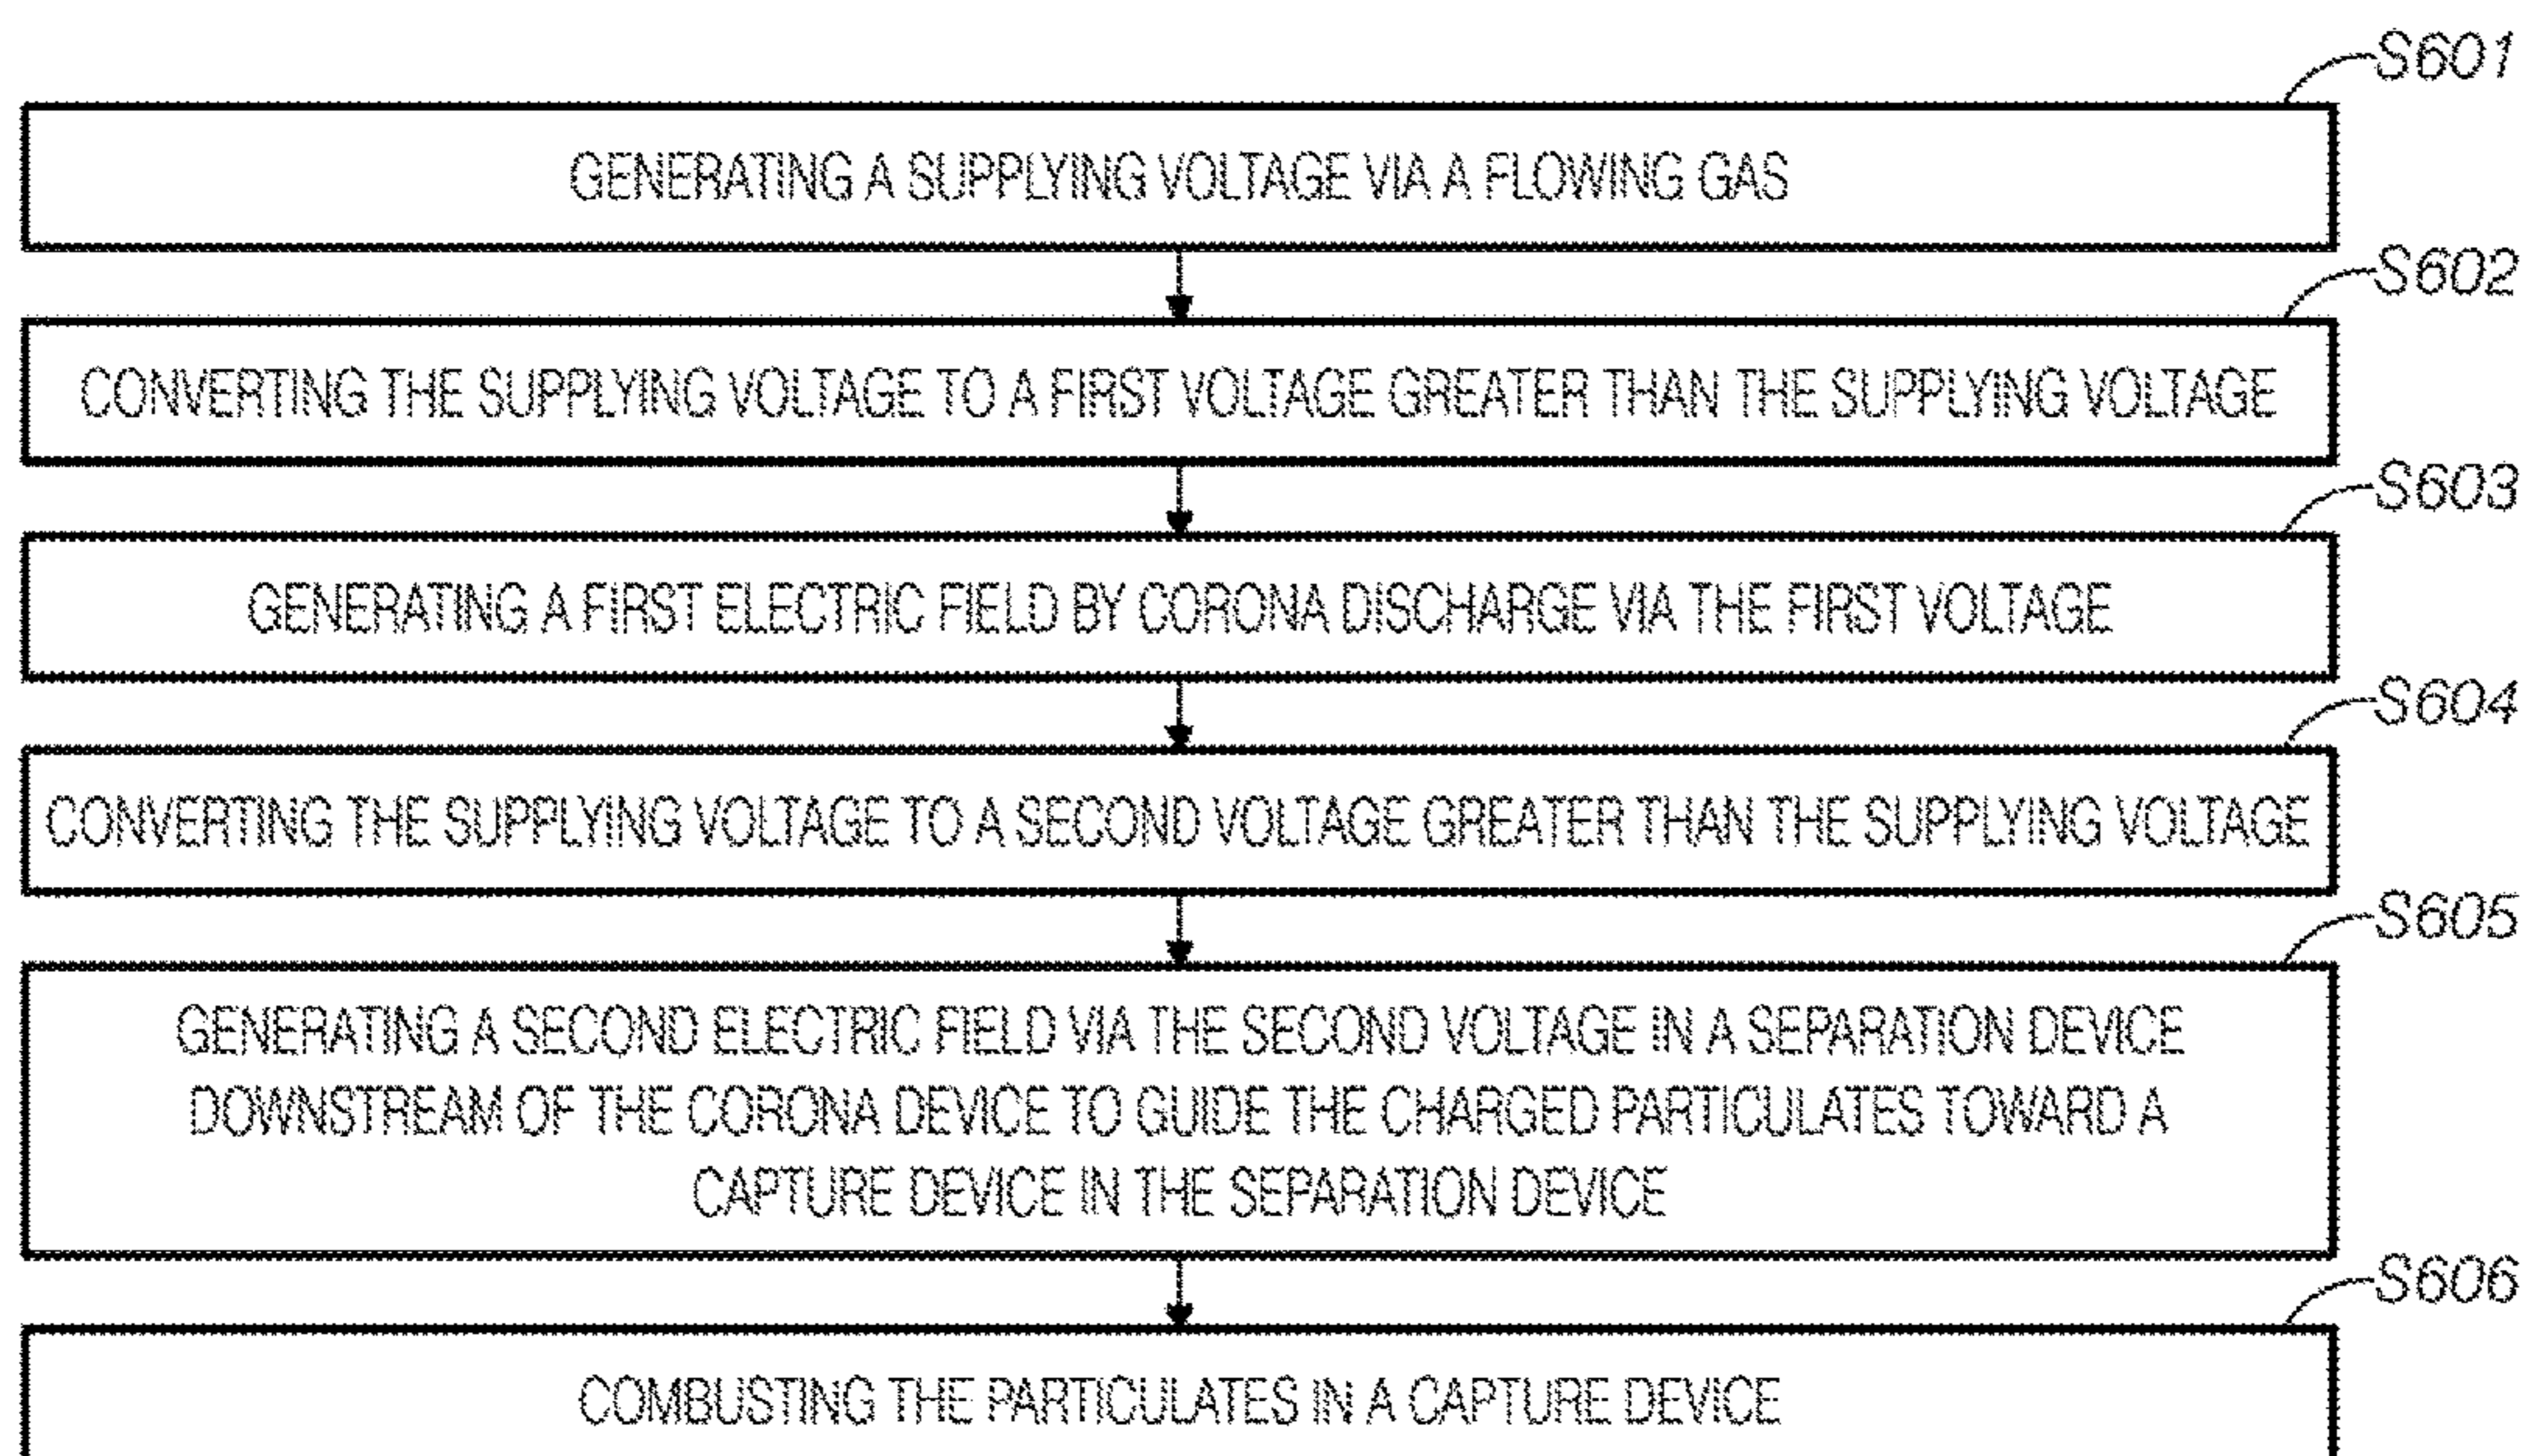 S601
GENERATING A SUPPLYING VOLTAGE VIA A FLOWING GAS
S602
CONVERTING THE SUPPLYING VOLTAGE TO A FIRST VOLTAGE GREATER THAN THE SUPPLYING VOLTAGE
S603
GENERATING A FIRST ELECTRIC FIELD BY CORONA DISCHARGE VIA THE FIRST VOLTAGE
S604
CONVERTING THE SUPPLYING VOLTAGE TO A SECOND VOLTAGE GREATER THAN THE SUPPLYING VOLTAGE
S605
GENERATING A SECOND ELECTRIC FIELD VIA THE SECOND VOLTAGE IN A SEPARATION DEVICE
DOWNSTREAM OF THE CORONA DEVICE TO GUIDE THE CHARGED PARTICULATES TOWARD A
CAPTURE DEVICE IN THE SEPARATION DEVICE
S606
COMBUSTING THE PARTICULATES IN A CAPTURE DEVICE